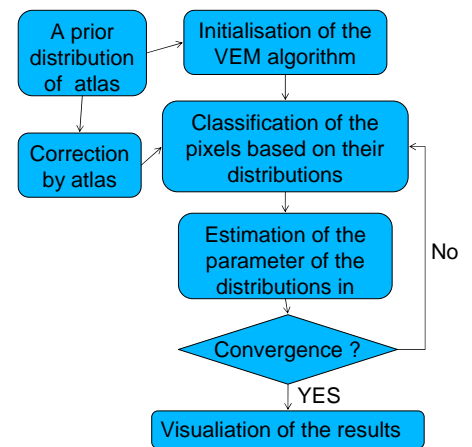 A prior
distribution
of atlas
Initialisation of the
VEM algorithm
Correction
by atlas
Classification of the
pixels based on their
distributions
Estimation of the
parameter of the
distributions in
No
Convergence ?
YES
Visualiation of the results